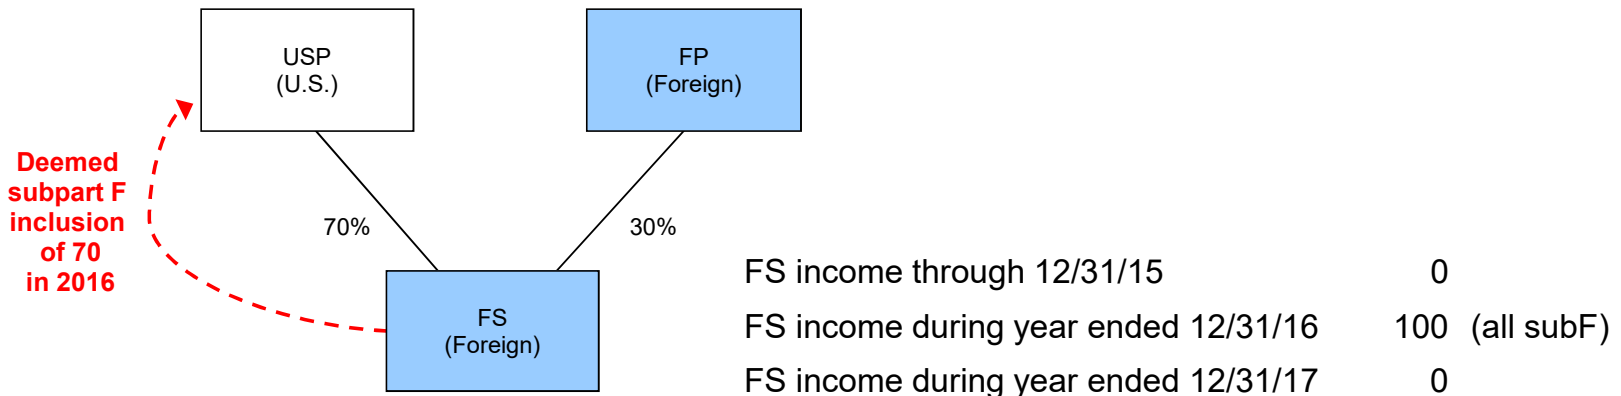 USP
(U.S.)
FP
(Foreign)
Deemed
subpart F
inclusion
of 70
in 2016
70%
30%
FS
(Foreign)
FS income through 12/31/15 0
FS income during year ended 12/31/16 100 (all subF)
FS income during year ended 12/31/17 0